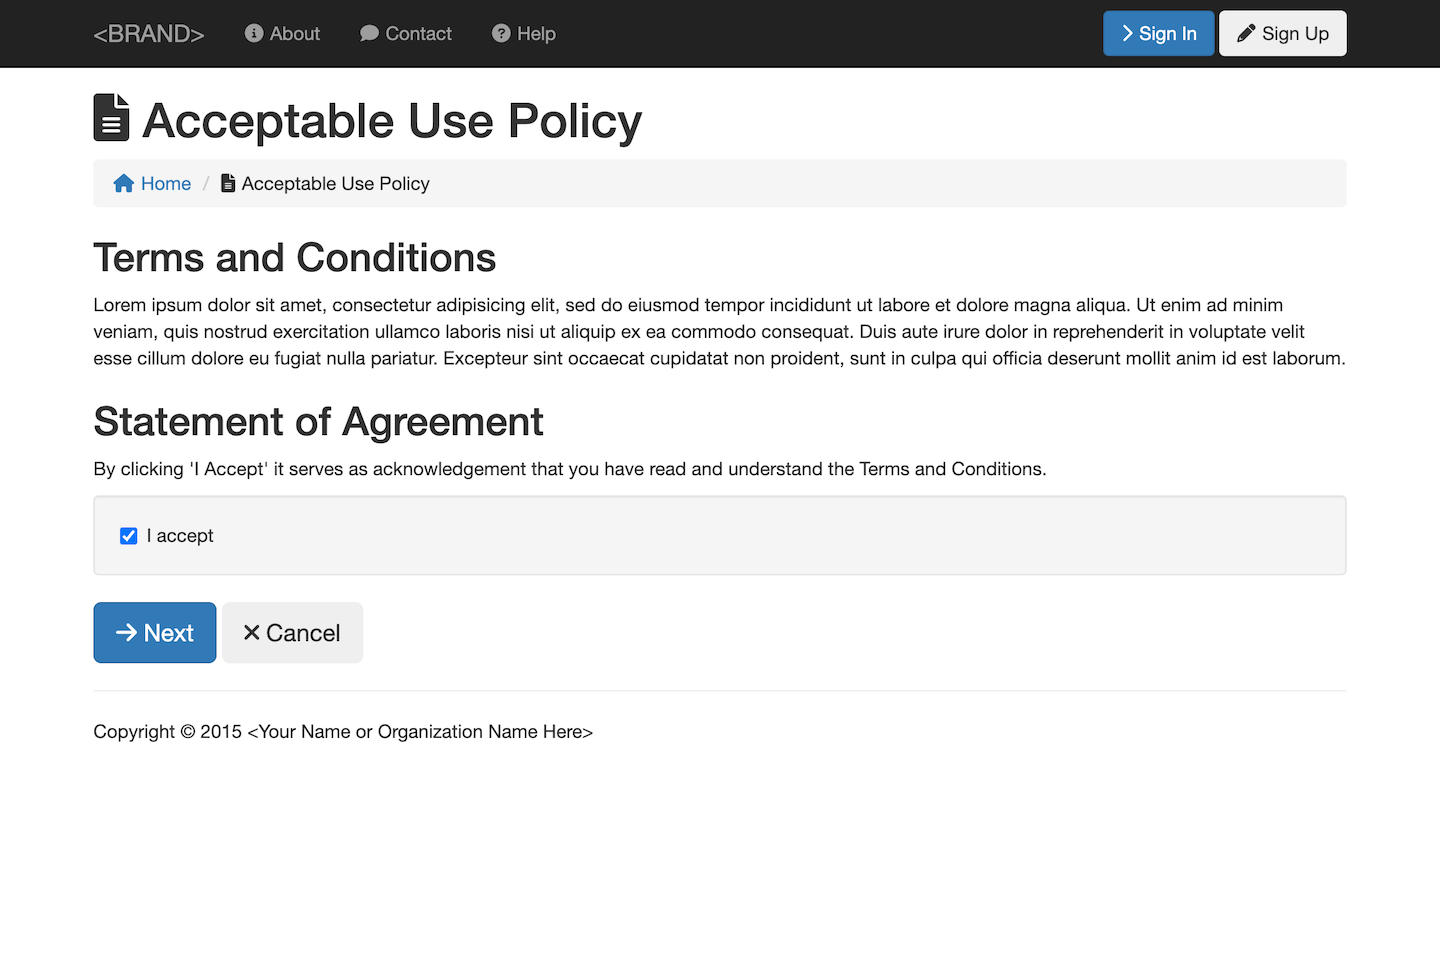 <BRAND> About Contact Help Sign In Sign Up
Acceptable Use Policy
Home / Acceptable Use Policy
Terms and Conditions
Lorem ipsum dolor sit amet, consectetur adipisicing elit, sed do eiusmod tempor incididunt ut labore et dolore magna aliqua. Ut enim ad minim
veniam, quis nostrud exercitation ullamco laboris nisi ut aliquip ex ea commodo consequat. Duis aute irure dolor in reprehenderit in voluptate velit
esse cillum dolore eu fugiat nulla pariatur. Excepteur sint occaecat cupidatat non proident, sunt in culpa qui officia deserunt mollit anim id est laborum.
Statement of Agreement
By clicking 'I Accept' it serves as acknowledgement that you have read and understand the Terms and Conditions.
I accept
Next Cancel
Copyright © 2015 <Your Name or Organization Name Here>